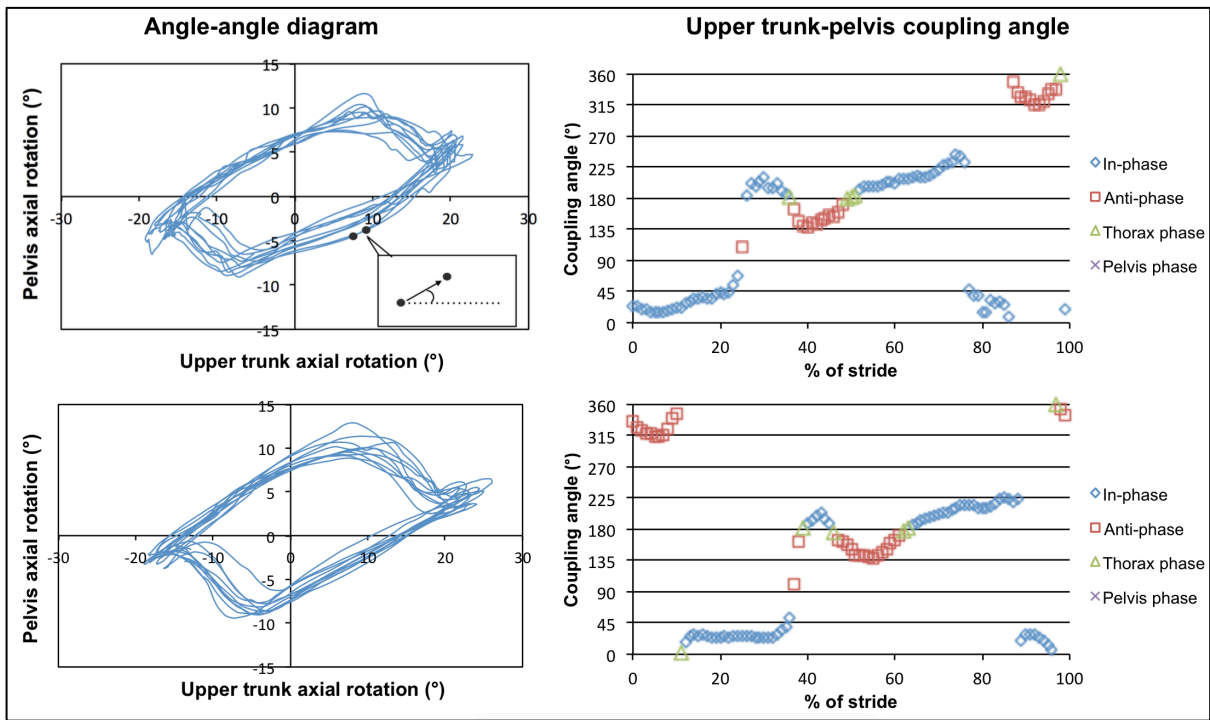 Angle-angle diagram
Upper trunk-pelvis coupling angle
Pelvis axial rotation (°)
15
10
5
0
-30 -20 -10 0 10 20 30
-5
-10
-15
Upper trunk axial rotation (°)
Coupling angle (°)
360
315
270
225
180
135
90
45
0
0 20 40 60 80 100
% of stride
In-phase
Anti-phase
Thorax phase
Pelvis phase
Pelvis axial rotation (°)
15
10
5
0
-30 -20 -10 0 10 20 30
-5
-10
-15
Upper trunk axial rotation (°)
Coupling angle (°)
360
315
270
225
180
135
90
45
0
0 20 40 60 80 100
% of stride
In-phase
Anti-phase
Thorax phase
Pelvis phase